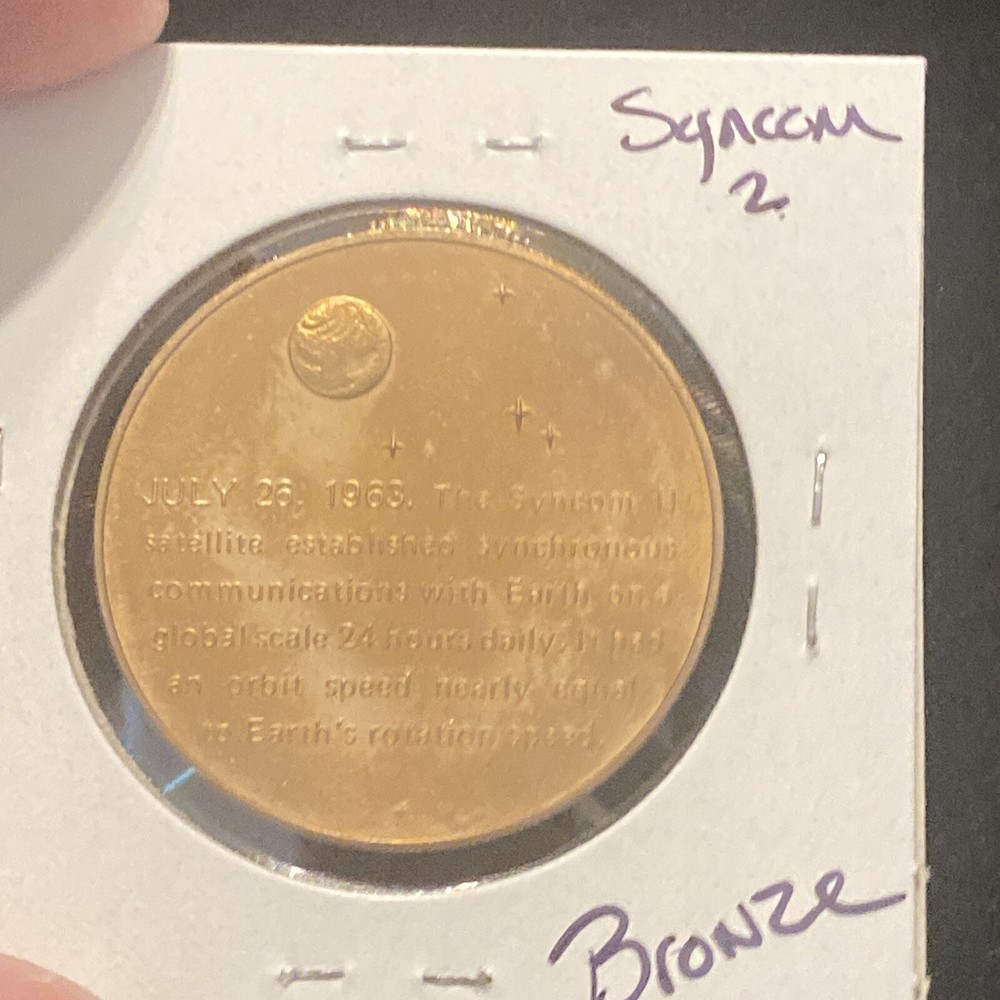 Syncom
2.
JULY 26, 1963. The Syncom II
satellite established synchronous
communications with Earth on a
global scale 24 hours daily. It had
an orbit speed nearly equal
to Earth's rotation speed.
Bronze